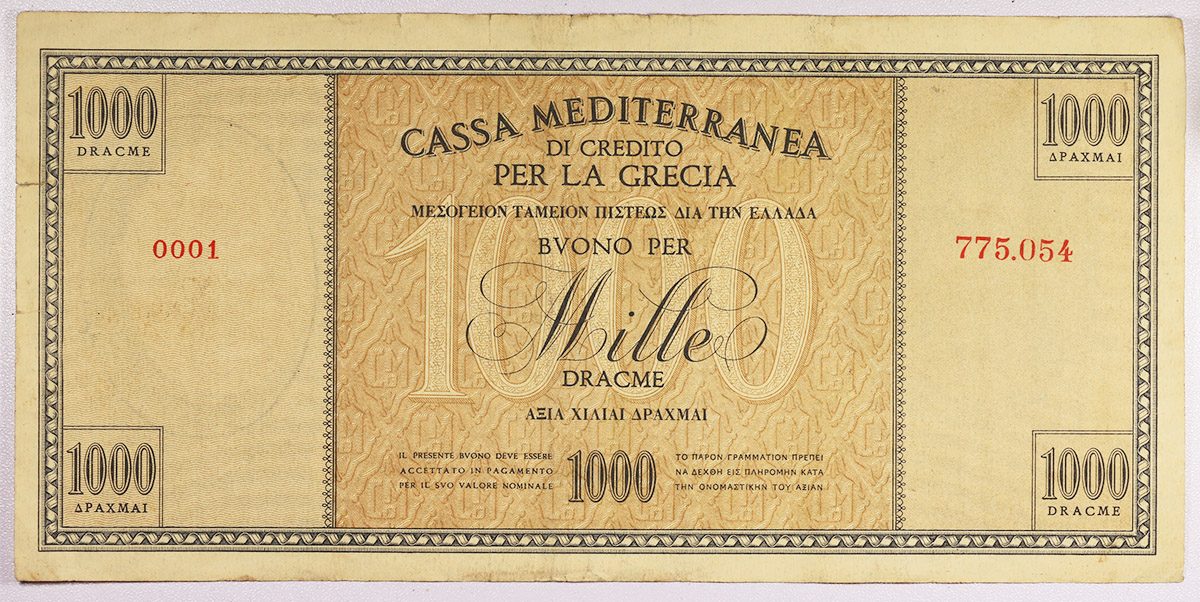 1000
DRACME
1000
ΔΡΑΧΜΑΙ
CASSA MEDITERRANEA
DI CREDITO
PER LA GRECIA
ΜΕΣΟΓΕΙΟΝ ΤΑΜΕΙΟΝ ΠΙΣΤΕΩΣ ΔΙΑ ΤΗΝ ΕΛΛΑΔΑ
0001
BVONO PER
775.054
1000
Mille
DRACME
ΑΞΙΑ ΧΙΛΙΑΙ ΔΡΑΧΜΑΙ
1000
ΔΡΑΧΜΑΙ
IL PRESENTE BVONO DEVE ESSERE
ACCETTATO IN PAGAMENTO
PER IL SVO VALORE NOMINALE
1000
ΤΟ ΠΑΡΟΝ ΓΡΑΜΜΑΤΙΟΝ ΠΡΕΠΕΙ
ΝΑ ΔΕΧΘΗ ΕΙΣ ΠΛΗΡΟΜΗΝ ΚΑΤΑ
ΤΗΝ ΟΝΟΜΑΣΤΙΚΗΝ ΤΟΥ ΑΞΙΑΝ
1000
DRACME